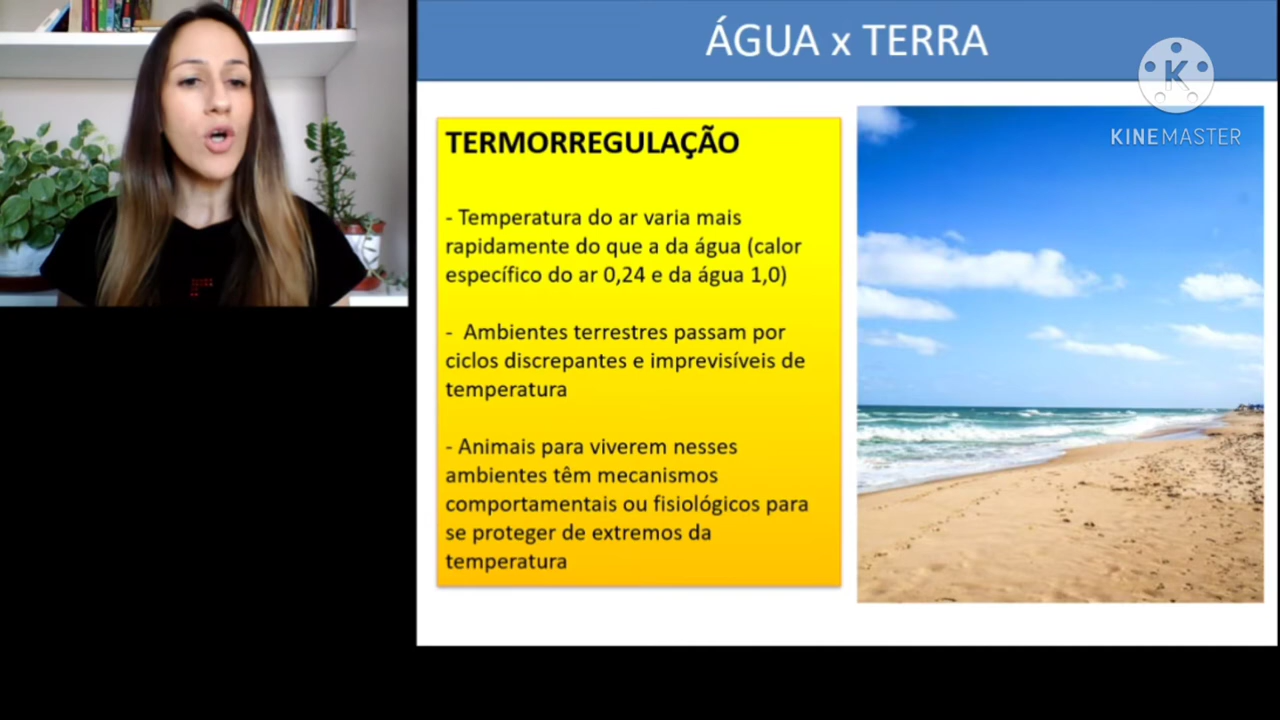 ÁGUA x TERRA
K
KINEMASTER
TERMORREGULAÇÃO
- Temperatura do ar varia mais
rapidamente do que a da água (calor
específico do ar 0,24 e da água 1,0)
- Ambientes terrestres passam por
ciclos discrepantes e imprevisíveis de
temperatura
- Animais para viverem nesses
ambientes têm mecanismos
comportamentais ou fisiológicos para
se proteger de extremos da
temperatura